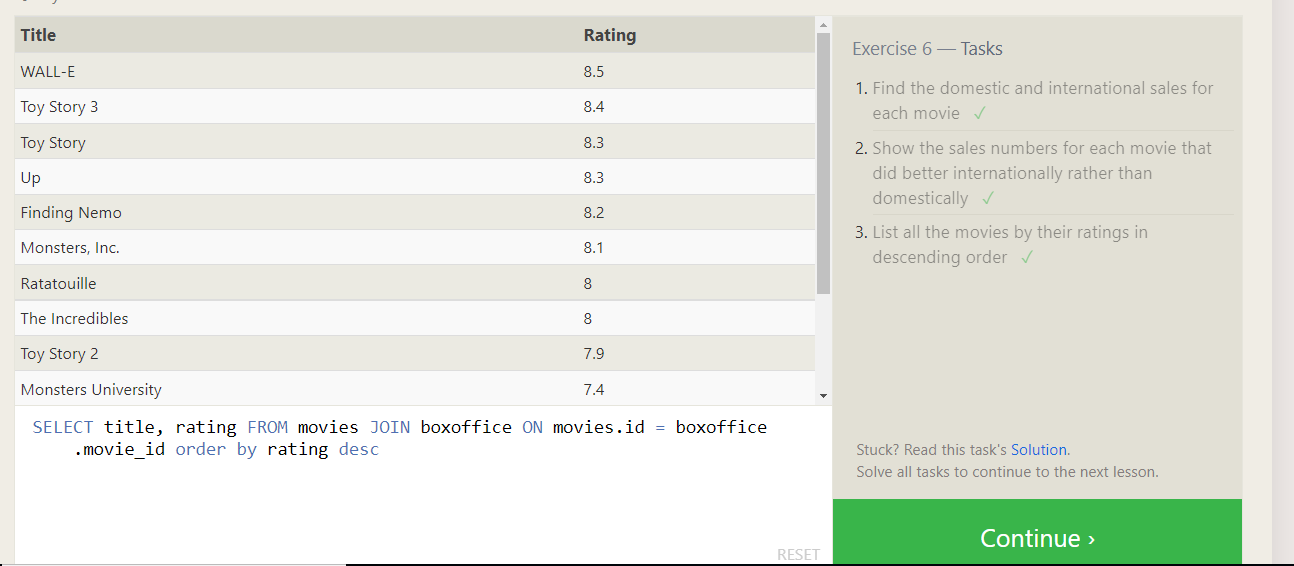 Title Rating
WALL-E 8.5
Toy Story 3 8.4
Toy Story 8.3
Up 8.3
Finding Nemo 8.2
Monsters, Inc. 8.1
Ratatouille 8
The Incredibles 8
Toy Story 2 7.9
Monsters University 7.4
SELECT title, rating FROM movies JOIN boxoffice ON movies.id = boxoffice
.movie_id order by rating desc
RESET
Exercise 6 — Tasks
1. Find the domestic and international sales for
each movie ✓
2. Show the sales numbers for each movie that
did better internationally rather than
domestically ✓
3. List all the movies by their ratings in
descending order ✓
Stuck? Read this task's Solution.
Solve all tasks to continue to the next lesson.
Continue ›